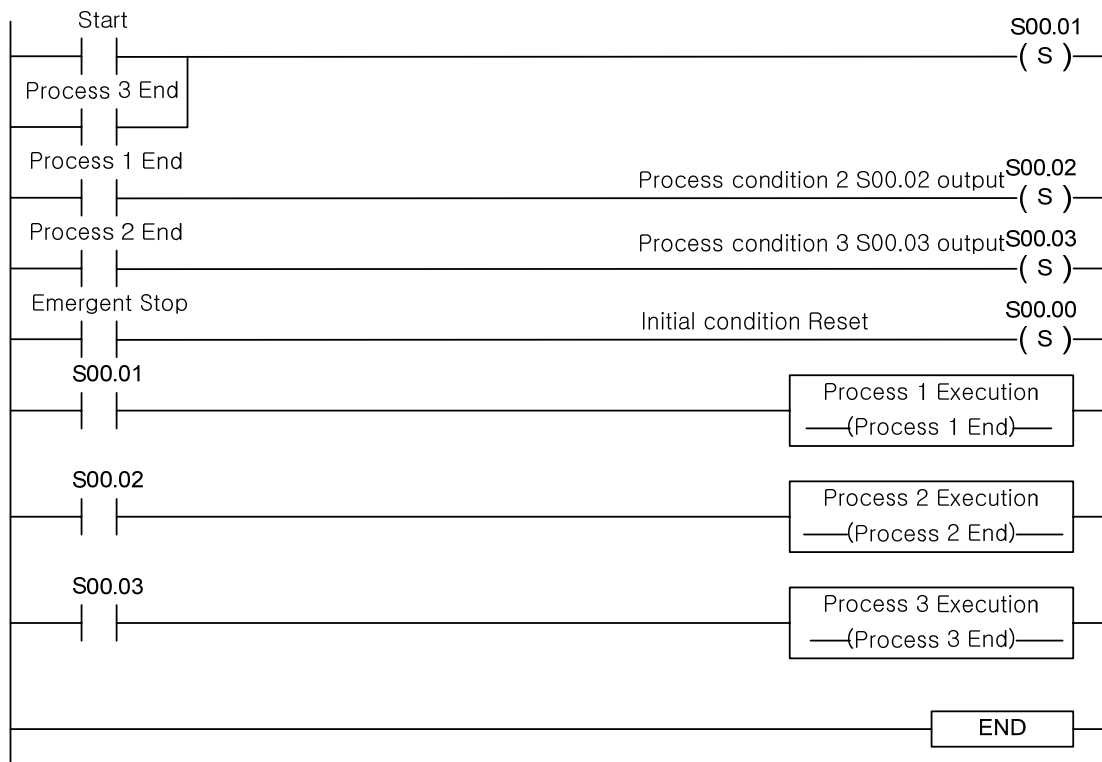 Start
S00.01
( S )
Process 3 End
Process 1 End
Process condition 2 S00.02 output S00.02
( S )
Process 2 End
Process condition 3 S00.03 output S00.03
( S )
Emergent Stop
Initial condition Reset S00.00
( S )
S00.01
Process 1 Execution
(Process 1 End)
S00.02
Process 2 Execution
(Process 2 End)
S00.03
Process 3 Execution
(Process 3 End)
END